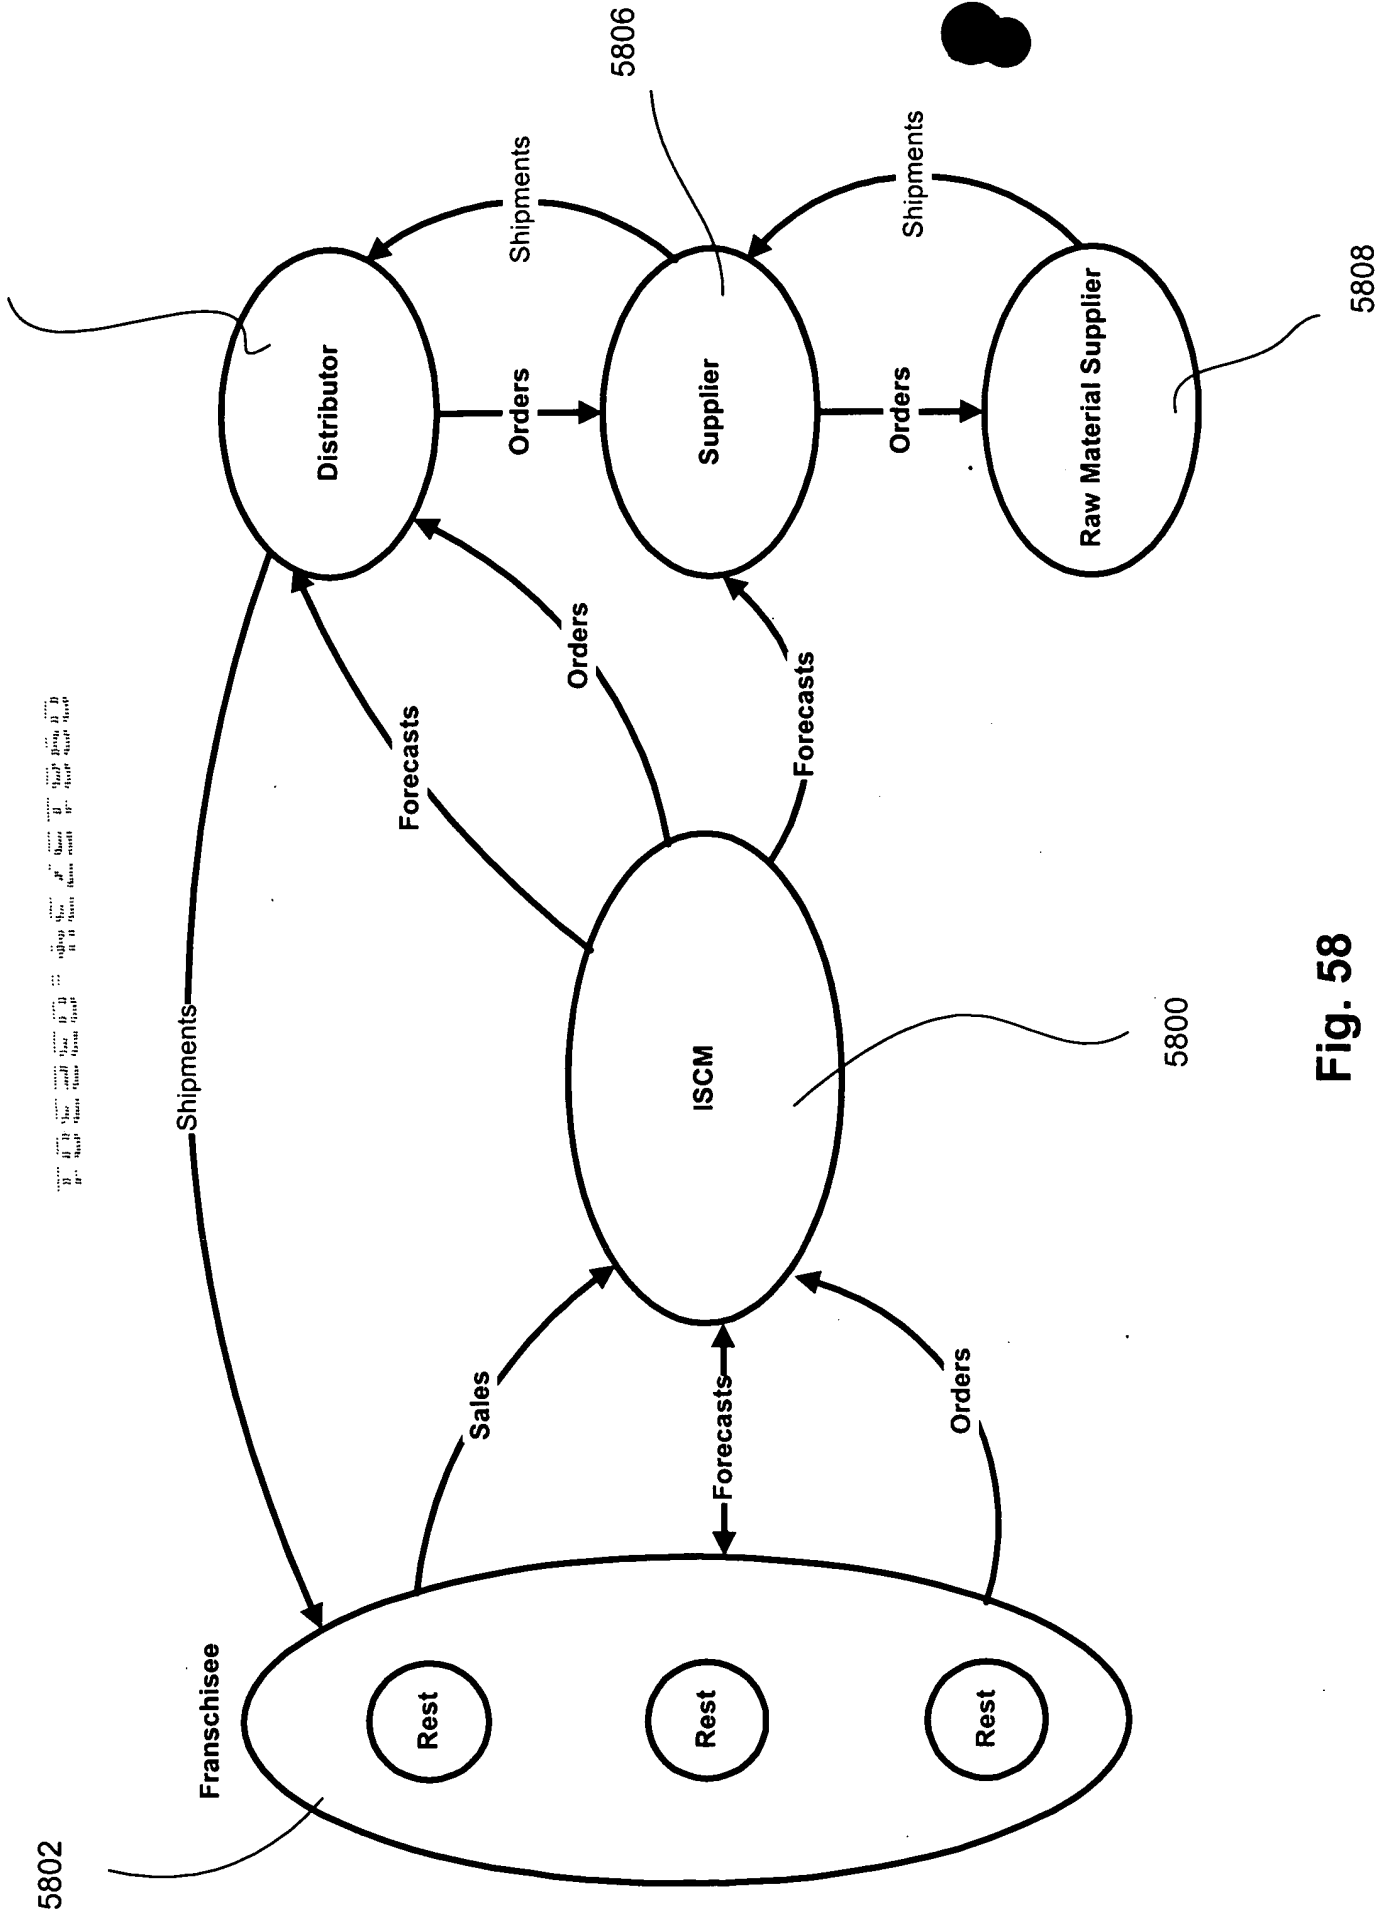 5802
Franschisee
Rest
Rest
Rest
Shipments
Sales
Forecasts
Orders
ISCM
5800
Forecasts
Orders
Forecasts
Distributor
Orders
Shipments
Supplier
5806
Orders
Shipments
Raw Material Supplier
5808
Fig. 58